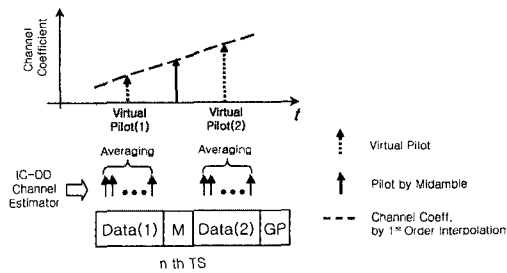 Channel
Coefficient
t
Virtual
Pilot(1)
Virtual
Pilot(2)
Averaging
Averaging
IC-DD
Channel
Estimator
Data(1)
M
Data(2)
GP
n th TS
Virtual Pilot
Pilot by Midamble
Channel Coeff.
by 1st Order Interpolation